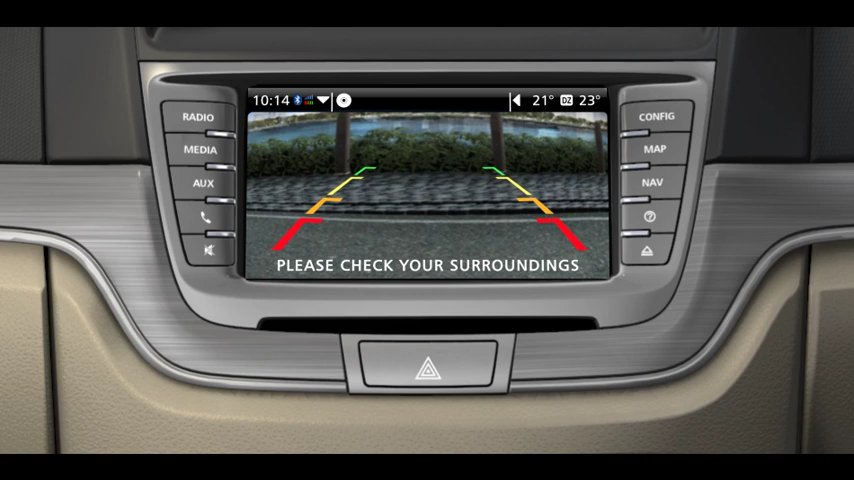 10:14 21° DZ 23°
RADIO
MEDIA
AUX
CONFIG
MAP
NAV
?
PLEASE CHECK YOUR SURROUNDINGS